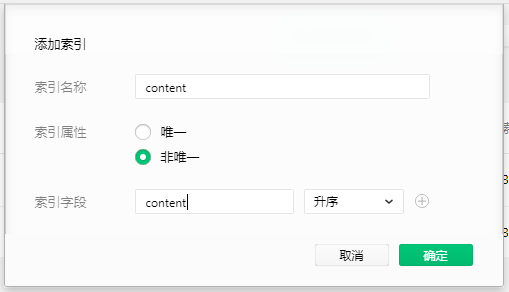 添加索引
索引名称 content
索引属性 唯一
非唯一
索引字段 content 升序
取消 确定